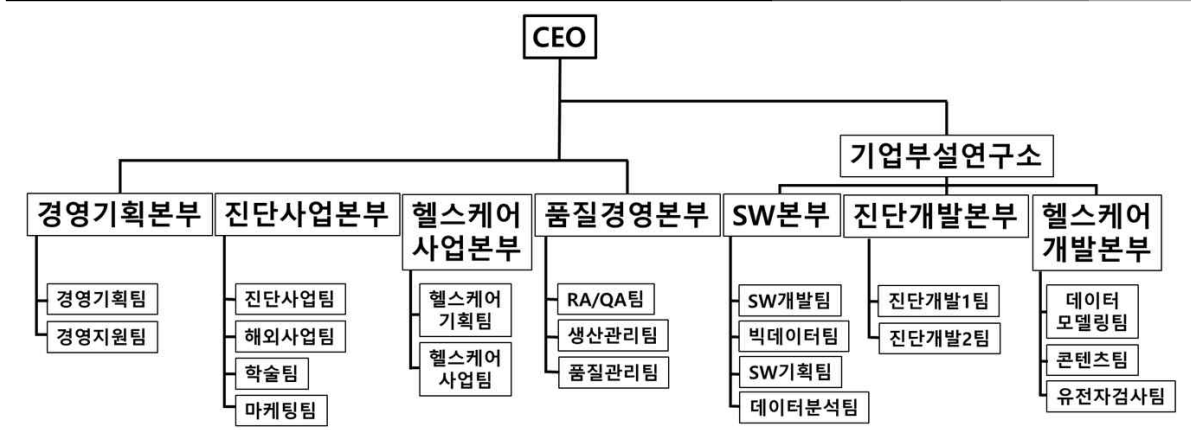 CEO
기업부설연구소
경영기획본부
경영기획팀
경영지원팀
진단사업본부
진단사업팀
해외사업팀
학술팀
마케팅팀
헬스케어
사업본부
헬스케어
기획팀
헬스케어
사업팀
품질경영본부
RA/QA팀
생산관리팀
품질관리팀
SW본부
SW개발팀
빅데이터팀
SW기획팀
데이터분석팀
진단개발본부
진단개발1팀
진단개발2팀
헬스케어
개발본부
데이터
모델링팀
콘텐츠팀
유전자검사팀